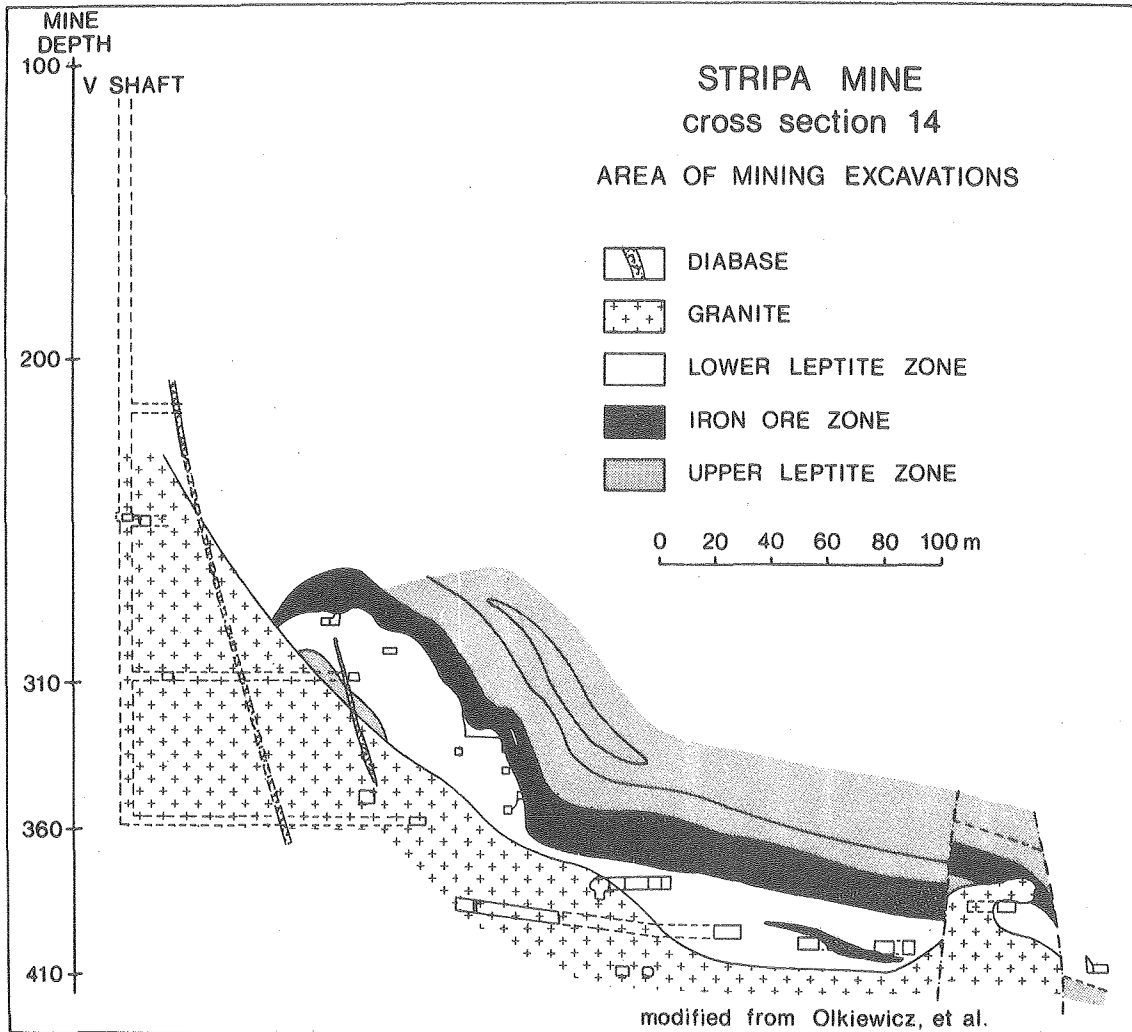 MINE
DEPTH
100
V SHAFT
STRIPA MINE
cross section 14
AREA OF MINING EXCAVATIONS
DIABASE
GRANITE
200
LOWER LEPTITE ZONE
IRON ORE ZONE
UPPER LEPTITE ZONE
0 20 40 60 80 100 m
310
360
410
modified from Olkiewicz, et al.